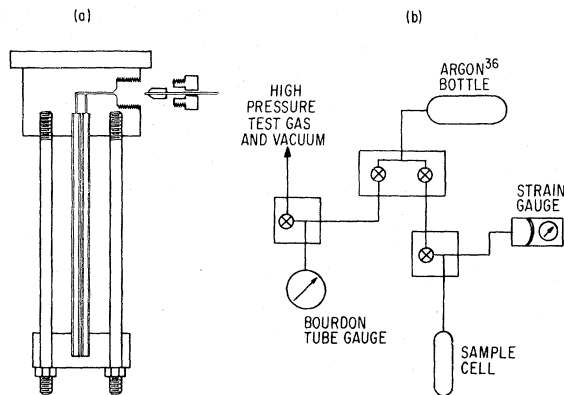 (a)
(b)
HIGH
PRESSURE
TEST GAS
AND VACUUM
ARGON³⁶
BOTTLE
STRAIN
GAUGE
BOURDON
TUBE GAUGE
SAMPLE
CELL